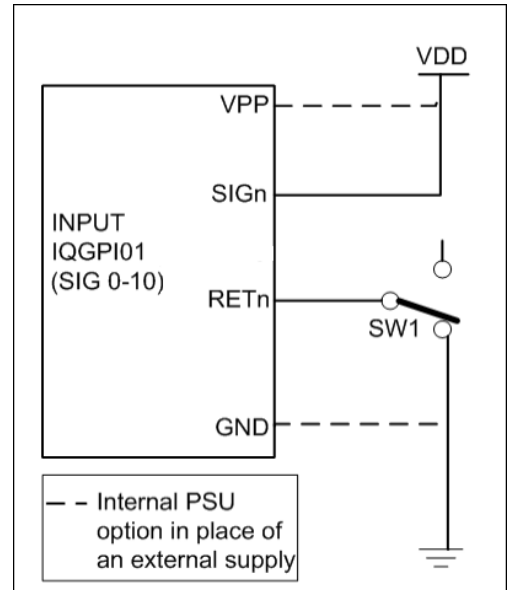 VDD
VPP
SIGn
INPUT
IQGPI01
(SIG 0-10)
RETn
SW1
GND
Internal PSU
option in place of
an external supply